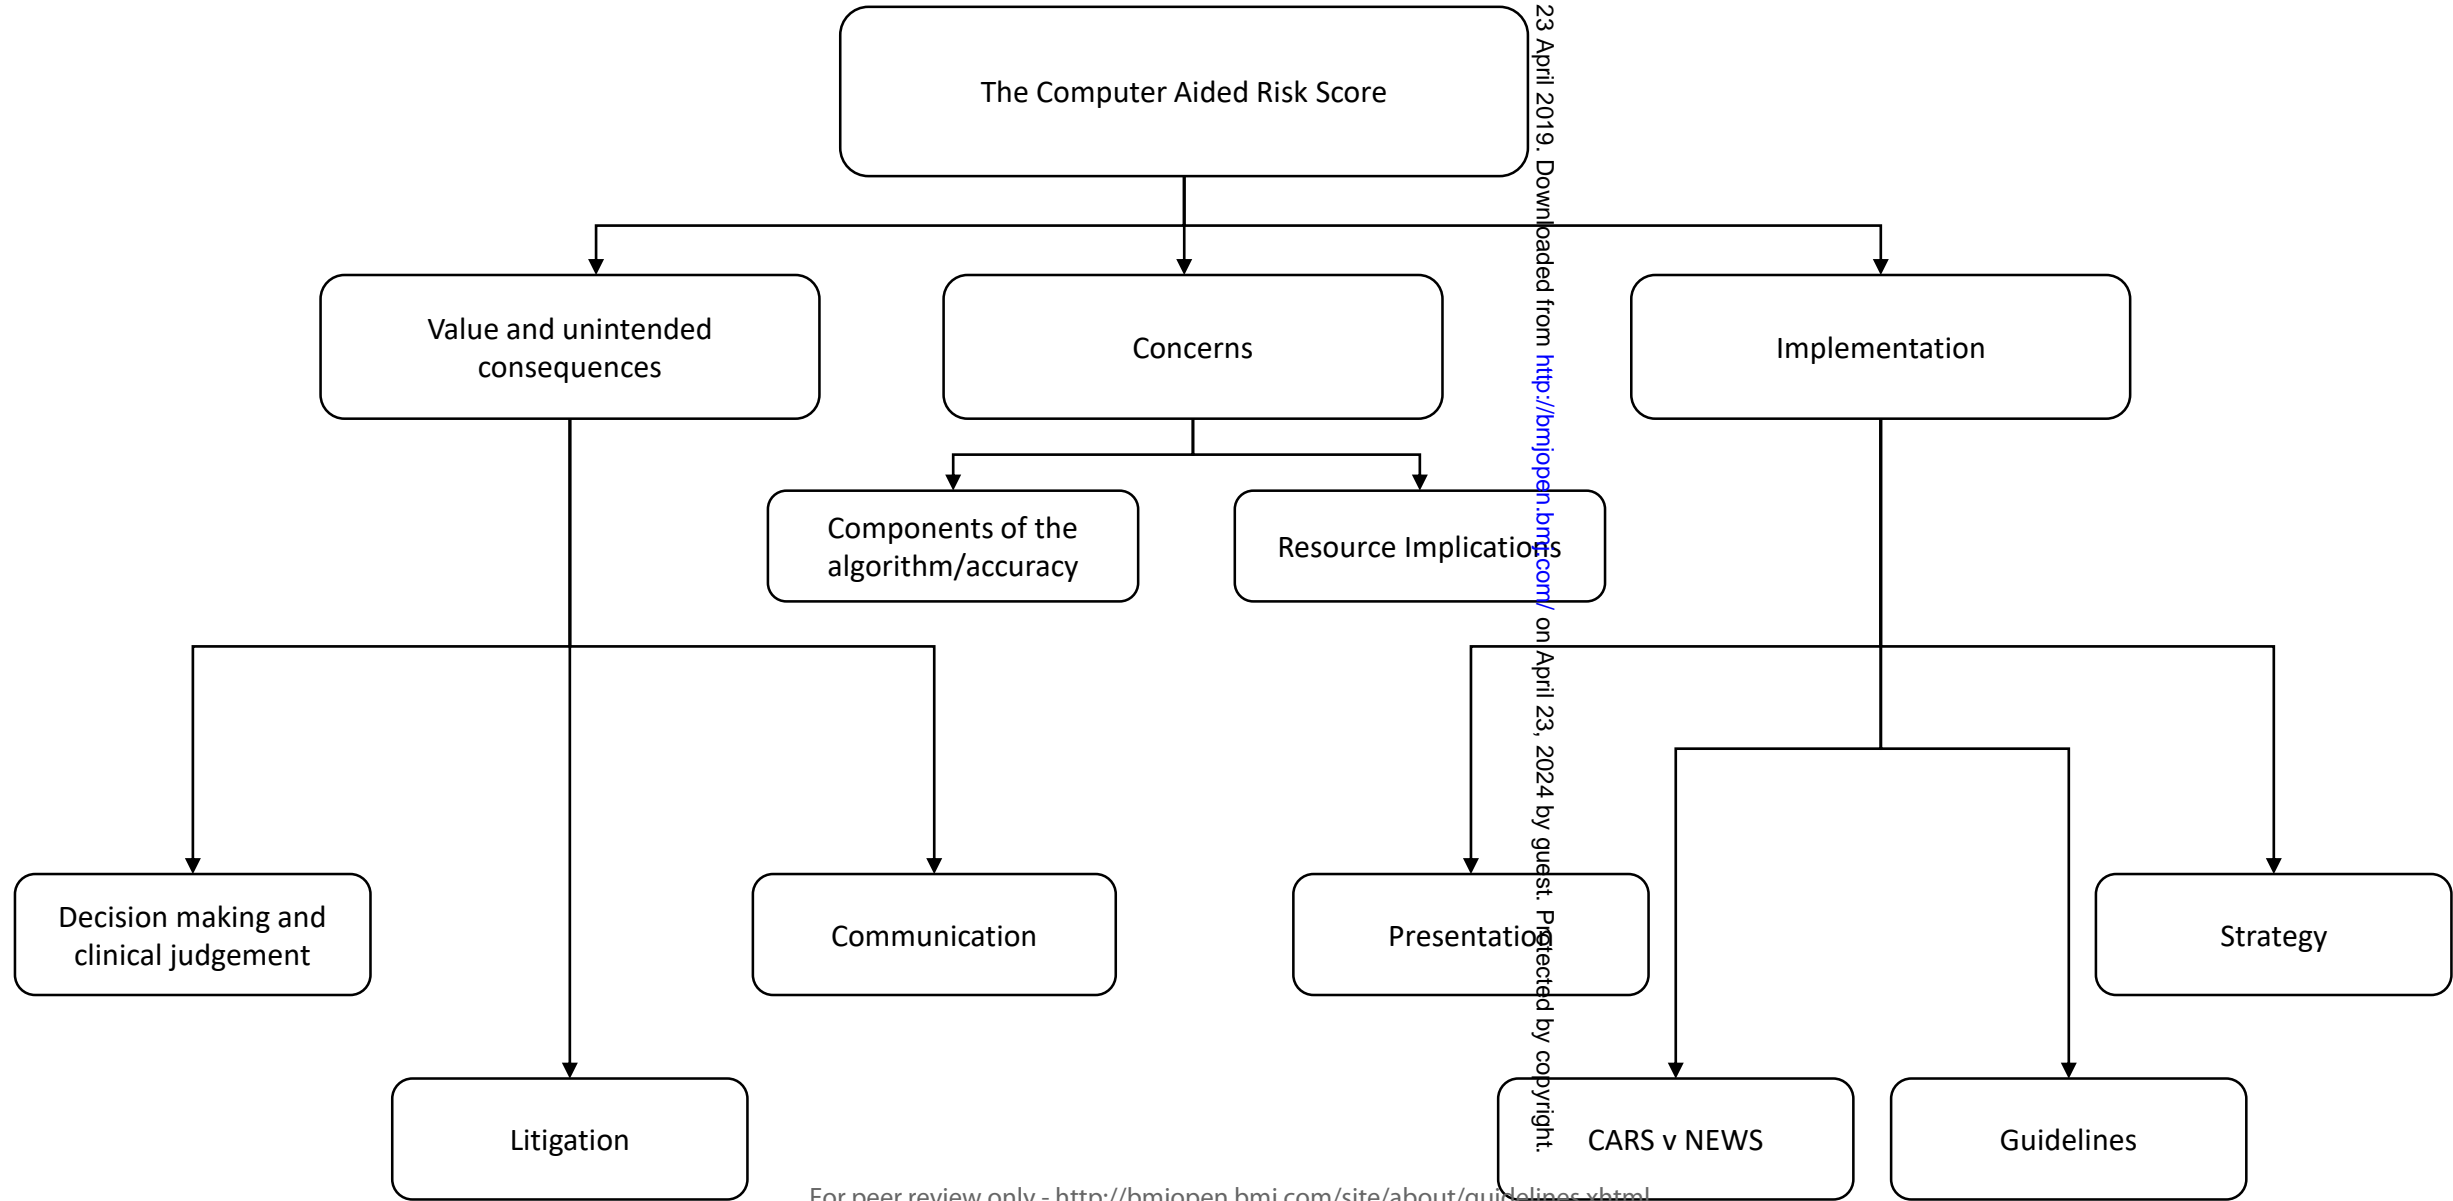 The Computer Aided Risk Score
Value and unintended
consequences
Concerns
Implementation
Components of the
algorithm/accuracy
Resource Implications
Decision making and
clinical judgement
Communication
Presentation
Strategy
Litigation
CARS v NEWS
Guidelines
23 April 2019. Downloaded from http://bmjopen.bmj.com/ on April 23, 2024 by guest. Protected by copyright.
For peer review only - http://bmjopen.bmj.com/site/about/guidelines.xhtml